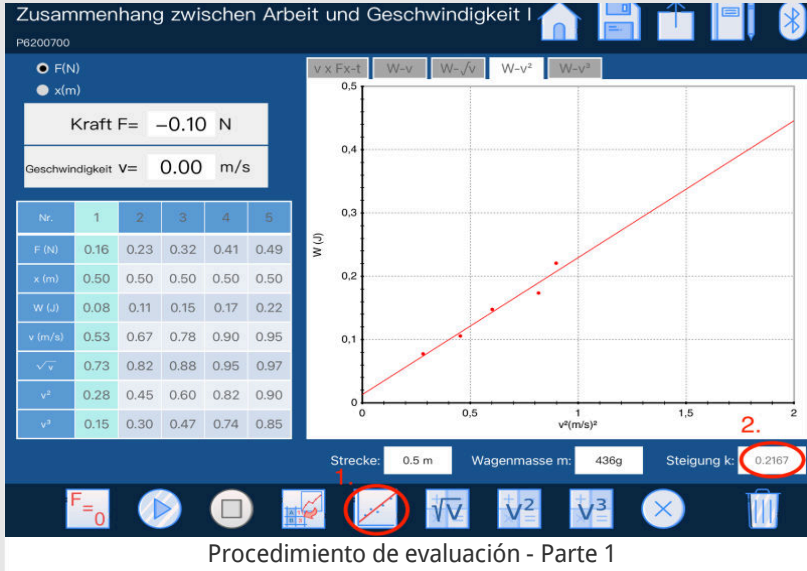 Zusammenhang zwischen Arbeit und Geschwindigkeit I
P6200700
F(N)
x(m)
Kraft F= −0.10 N
Geschwindigkeit v= 0.00 m/s
Nr. 1 2 3 4 5
F (N) 0.16 0.23 0.32 0.41 0.49
x (m) 0.50 0.50 0.50 0.50 0.50
W (J) 0.08 0.11 0.15 0.17 0.22
v (m/s) 0.53 0.67 0.78 0.90 0.95
√v 0.73 0.82 0.88 0.95 0.97
v² 0.28 0.45 0.60 0.82 0.90
v³ 0.15 0.30 0.47 0.74 0.85
v x Fx-t W-v W-√v W-v² W-v³
0,5
0,4
0,3
0,2
0,1
0
W (J)
0 0,5 1 1,5 2
v²(m/s)²
2.
Strecke: 0.5 m Wagenmasse m: 436g Steigung k: 0.2167
1.
F=0 √v v² v³
Procedimiento de evaluación - Parte 1